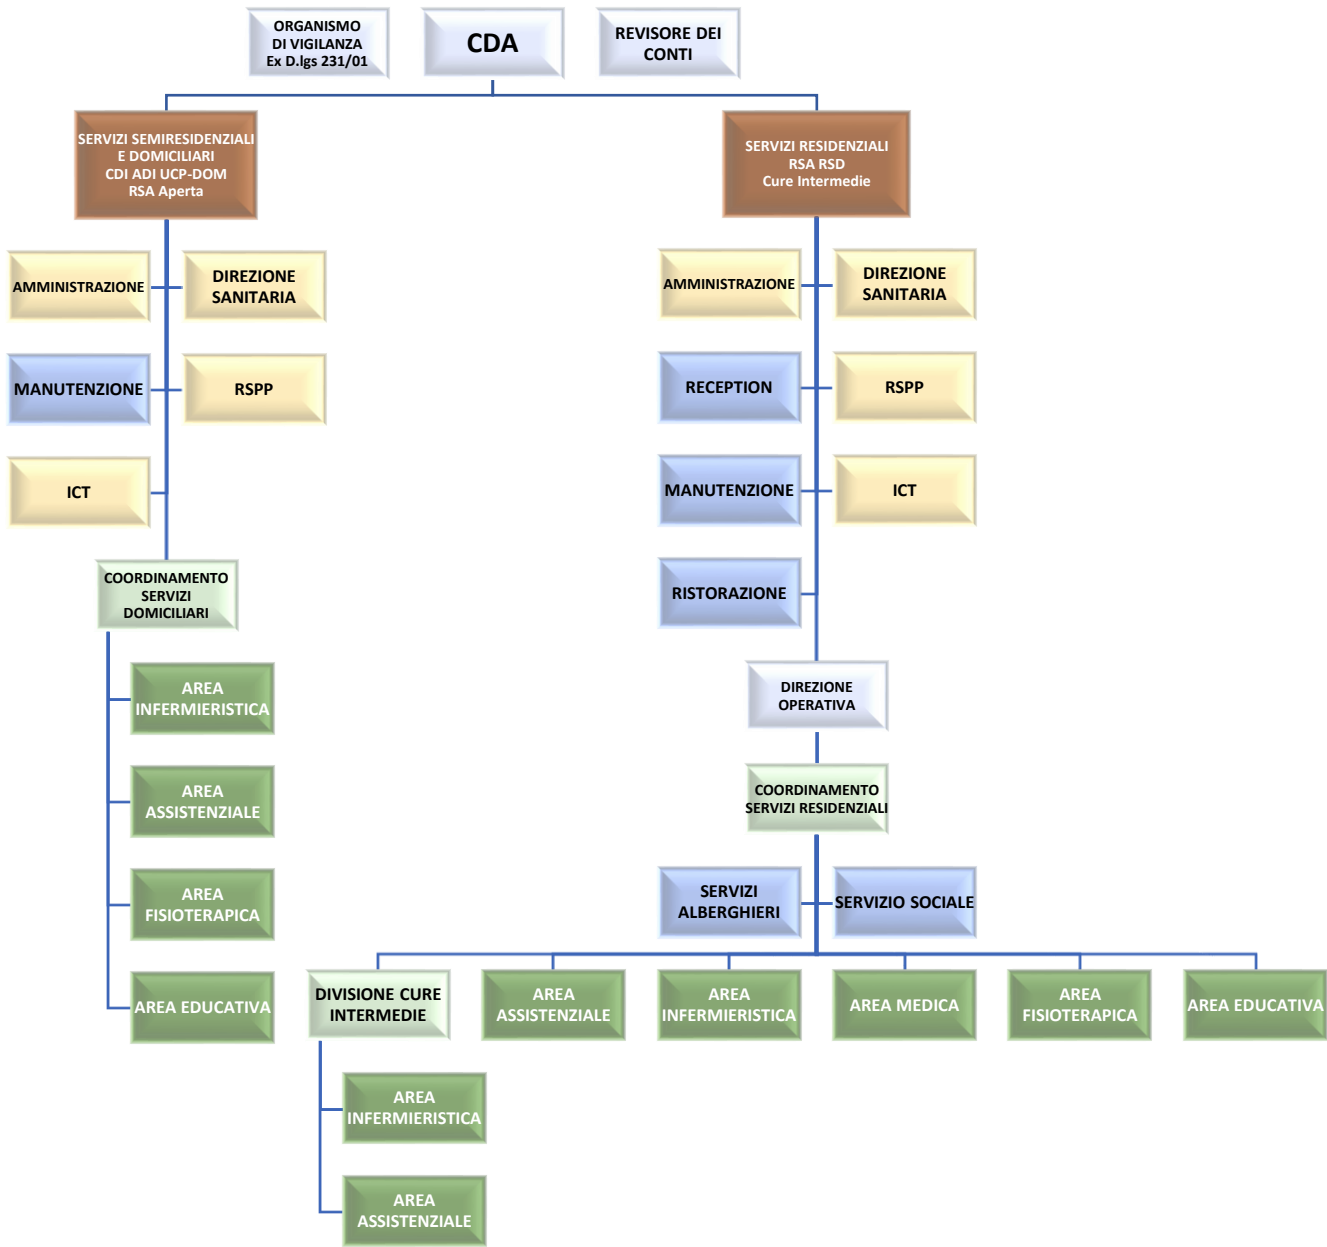 ORGANISMO
DI VIGILANZA
Ex D.lgs 231/01
CDA
REVISORE DEI
CONTI
SERVIZI SEMIRESIDENZIALI
E DOMICILIARI
CDI ADI UCP-DOM
RSA Aperta
SERVIZI RESIDENZIALI
RSA RSD
Cure Intermedie
AMMINISTRAZIONE
DIREZIONE
SANITARIA
MANUTENZIONE
RSPP
ICT
COORDINAMENTO
SERVIZI
DOMICILIARI
AREA
INFERMIERISTICA
AREA
ASSISTENZIALE
AREA
FISIOTERAPICA
AREA EDUCATIVA
AMMINISTRAZIONE
DIREZIONE
SANITARIA
RECEPTION
RSPP
MANUTENZIONE
ICT
RISTORAZIONE
DIREZIONE
OPERATIVA
COORDINAMENTO
SERVIZI RESIDENZIALI
SERVIZI
ALBERGHIERI
SERVIZIO SOCIALE
DIVISIONE CURE
INTERMEDIE
AREA
ASSISTENZIALE
AREA
INFERMIERISTICA
AREA MEDICA
AREA
FISIOTERAPICA
AREA EDUCATIVA
AREA
INFERMIERISTICA
AREA
ASSISTENZIALE